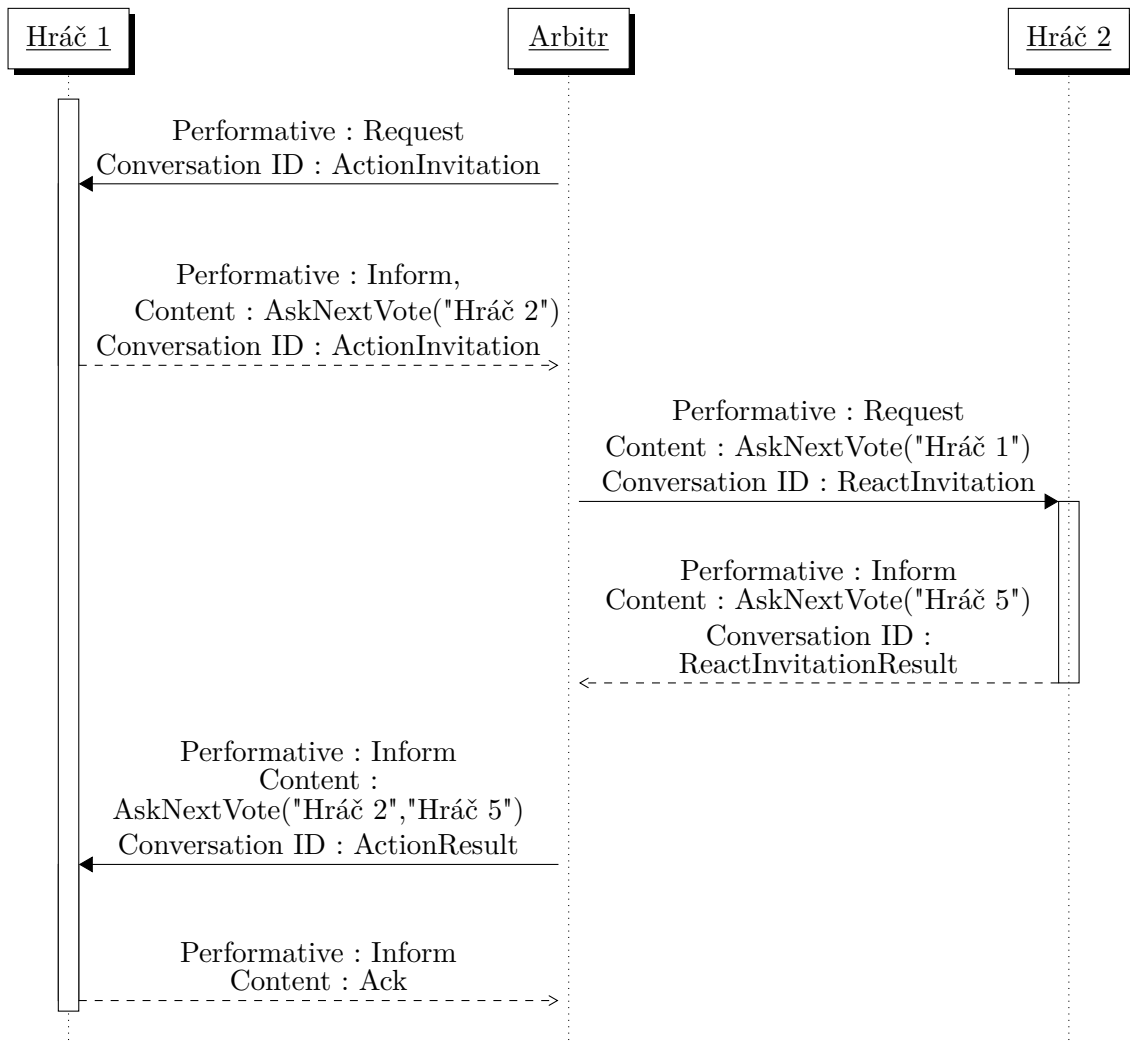 Hráč 1
Arbitr
Hráč 2
Performative : Request
Conversation ID : ActionInvitation
Performative : Inform,
Content : AskNextVote("Hráč 2")
Conversation ID : ActionInvitation
Performative : Request
Content : AskNextVote("Hráč 1")
Conversation ID : ReactInvitation
Performative : Inform
Content : AskNextVote("Hráč 5")
Conversation ID :
ReactInvitationResult
Performative : Inform
Content :
AskNextVote("Hráč 2","Hráč 5")
Conversation ID : ActionResult
Performative : Inform
Content : Ack